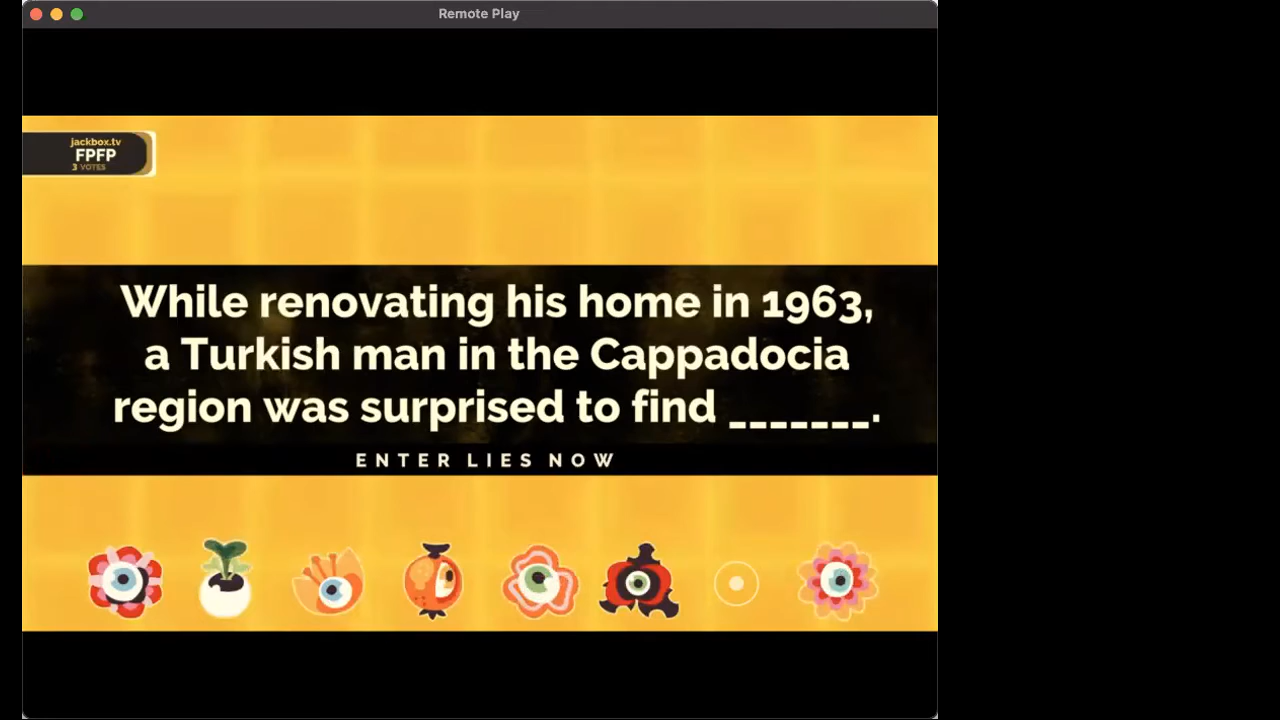 Remote Play
jackbox.tv
FPFP
3 VOTES
While renovating his home in 1963,
a Turkish man in the Cappadocia
region was surprised to find _______.
ENTER LIES NOW